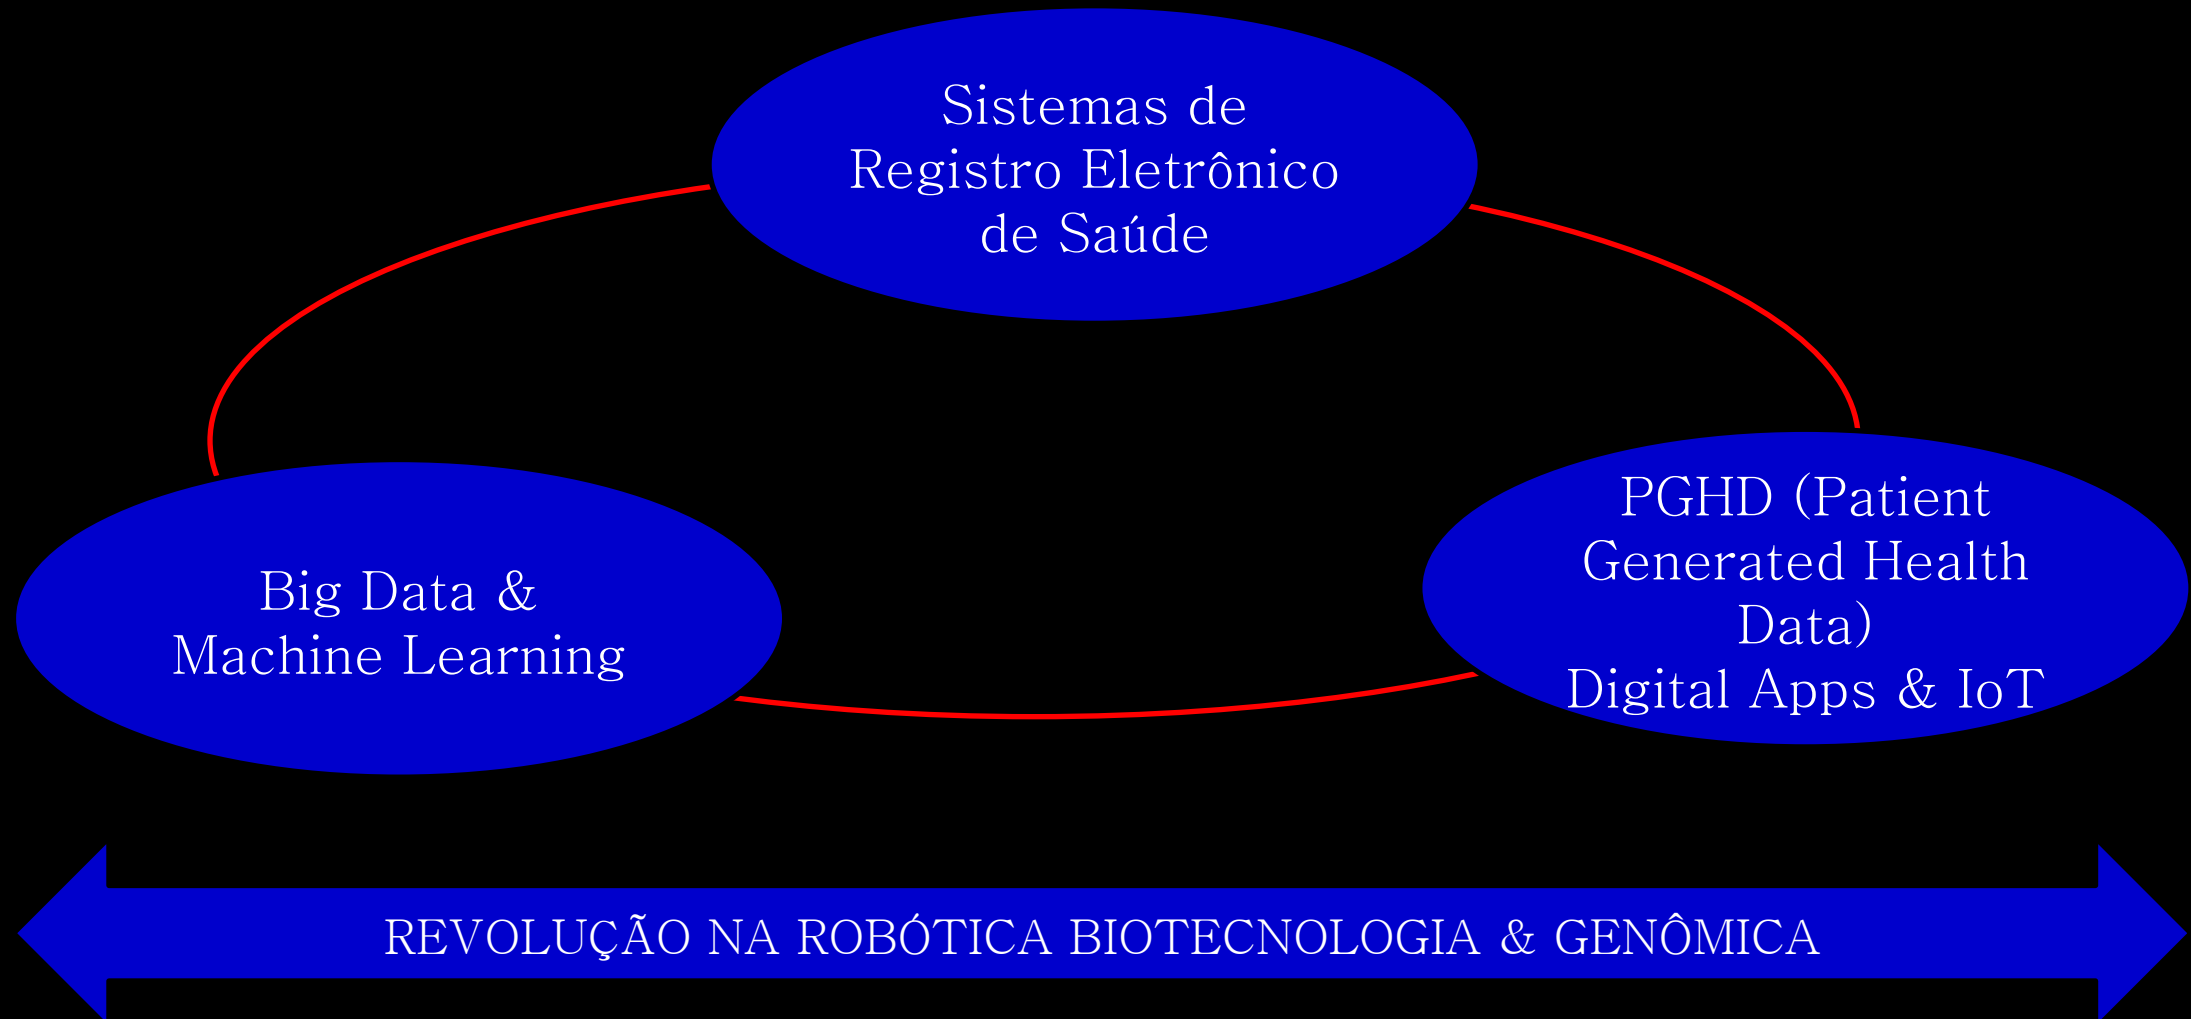 Sistemas de
Registro Eletrônico
de Saúde
Big Data &
Machine Learning
PGHD (Patient
Generated Health
Data)
Digital Apps & IoT
REVOLUÇÃO NA ROBÓTICA BIOTECNOLOGIA & GENÔMICA